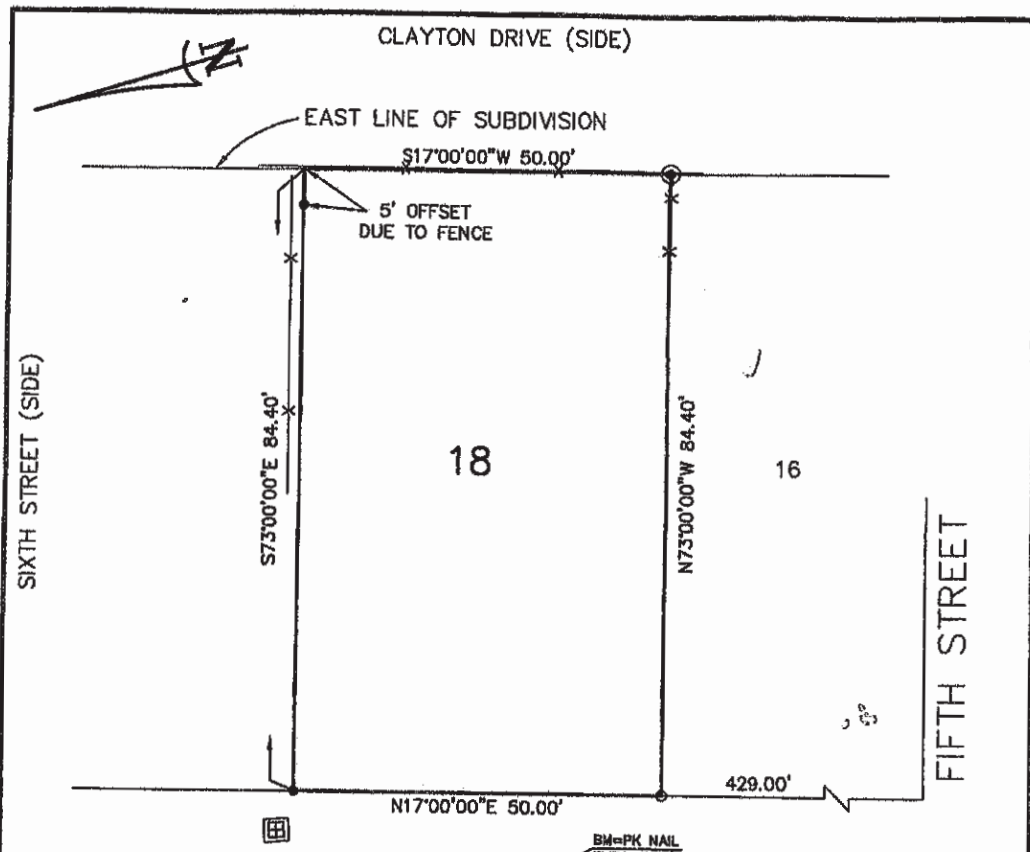 CLAYTON DRIVE (SIDE)
N
EAST LINE OF SUBDIVISION
S17°00'00"W 50.00'
5' OFFSET
DUE TO FENCE
SIXTH STREET (SIDE)
S73°00'00"E 84.40'
18
N73°00'00"W 84.40'
16
FIFTH STREET
429.00'
N17°00'00"E 50.00'
BM=PK NAIL